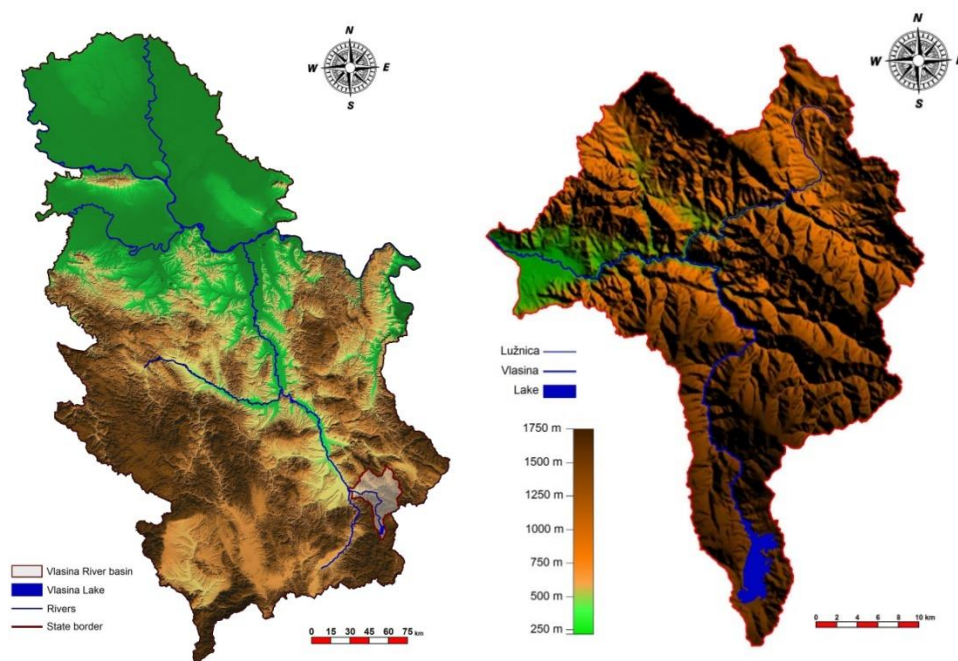 N
W E
S
Vlasina River basin
Vlasina Lake
Rivers
State border
0 15 30 45 60 75 km
N
W E
S
Lužnica
Vlasina
Lake
1750 m
1500 m
1250 m
1000 m
750 m
500 m
250 m
0 2 4 6 8 10 km